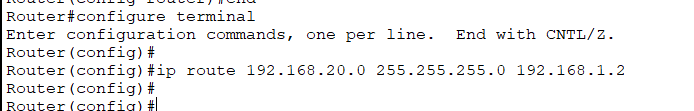 Router(config-router)#end
Router#configure terminal
Enter configuration commands, one per line.  End with CNTL/Z.
Router(config)#
Router(config)#ip route 192.168.20.0 255.255.255.0 192.168.1.2
Router(config)#
Router(config)#